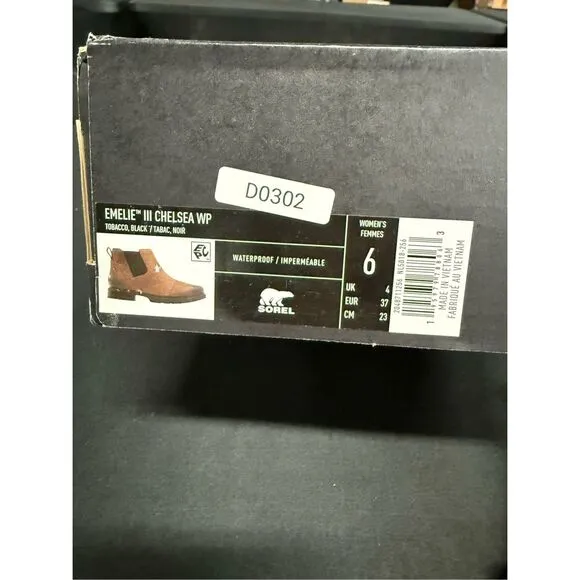 D0302
EMELIE™ III CHELSEA WP
TOBACCO, BLACK / TABAC, NOIR
WATERPROOF / IMPERMÉABLE
SOREL
WOMEN'S
FEMMES
6
UK 4
EUR 37
CM 23
MADE IN VIETNAM
FABRIQUÉ AU VIETNAM